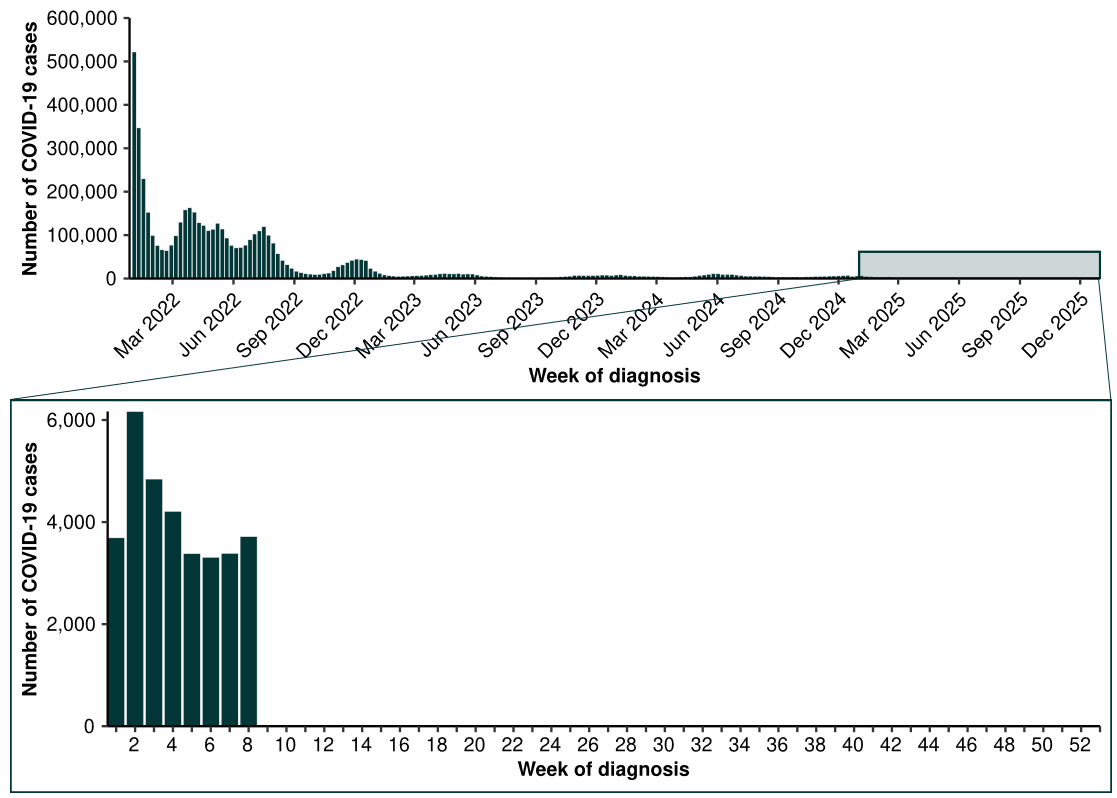 Number of COVID-19 cases
600,000
500,000
400,000
300,000
200,000
100,000
0
Mar 2022 Jun 2022 Sep 2022 Dec 2022 Mar 2023 Jun 2023 Sep 2023 Dec 2023 Mar 2024 Jun 2024 Sep 2024 Dec 2024 Mar 2025 Jun 2025 Sep 2025 Dec 2025
Week of diagnosis
Number of COVID-19 cases
6,000
4,000
2,000
0
2 4 6 8 10 12 14 16 18 20 22 24 26 28 30 32 34 36 38 40 42 44 46 48 50 52
Week of diagnosis